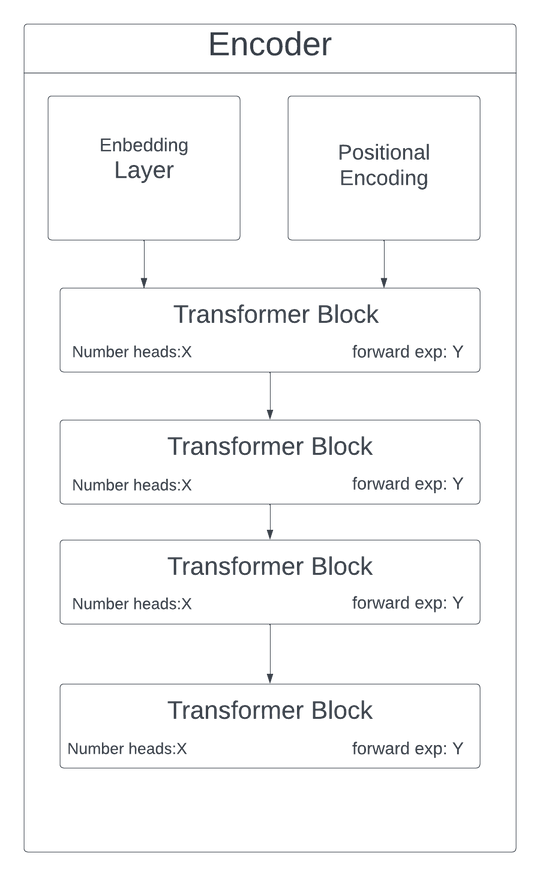 Encoder
Enbedding
Layer
Positional
Encoding
Transformer Block
Number heads:X
forward exp: Y
Transformer Block
Number heads:X
forward exp: Y
Transformer Block
Number heads:X
forward exp: Y
Transformer Block
Number heads:X
forward exp: Y